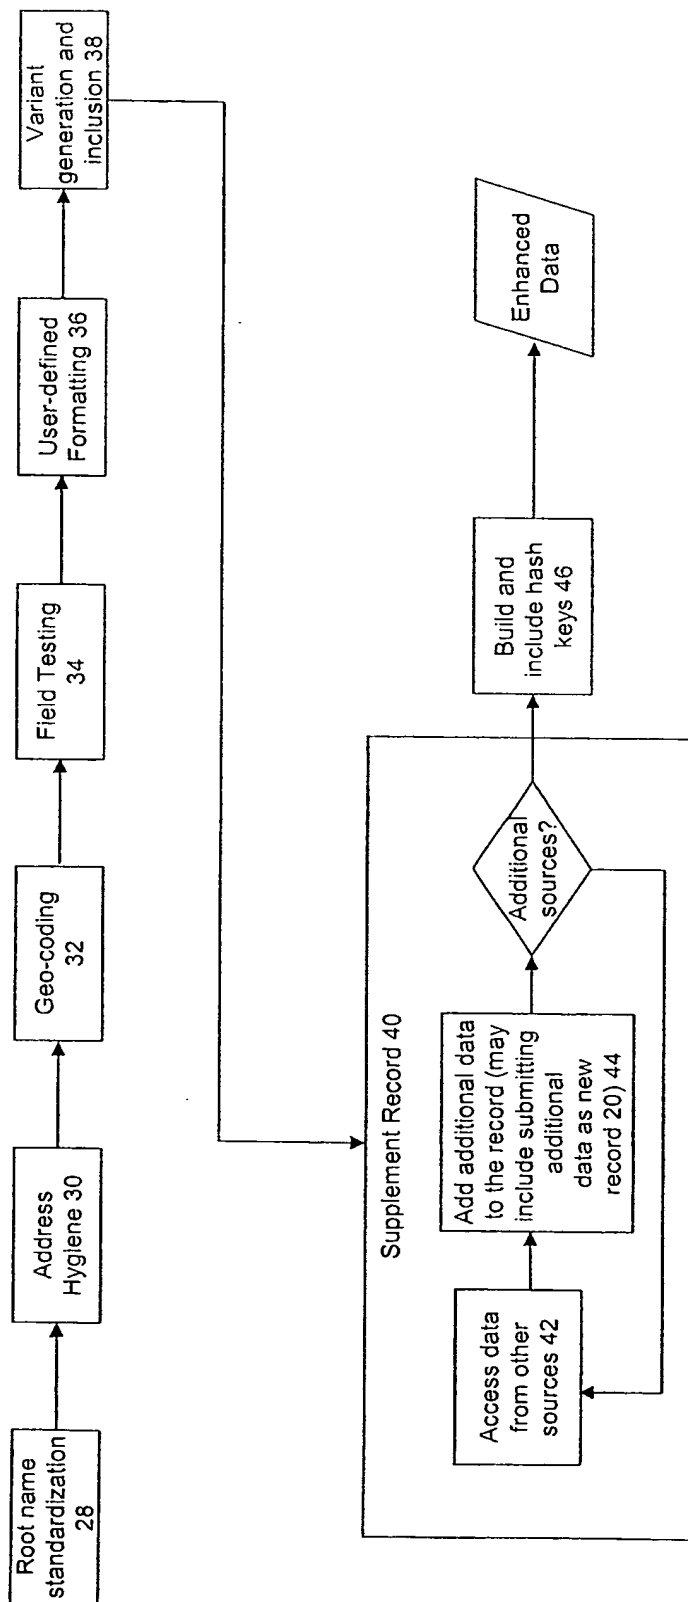 Root name
standardization
28
Address
Hygiene 30
Geo-coding
32
Field Testing
34
User-defined
Formatting 36
Variant
generation and
inclusion 38
Supplement Record 40
Access data
from other
sources 42
Add additional data
to the record (may
include submitting
additional
data as new
record 20) 44
Additional
sources?
Build and
include hash
keys 46
Enhanced
Data